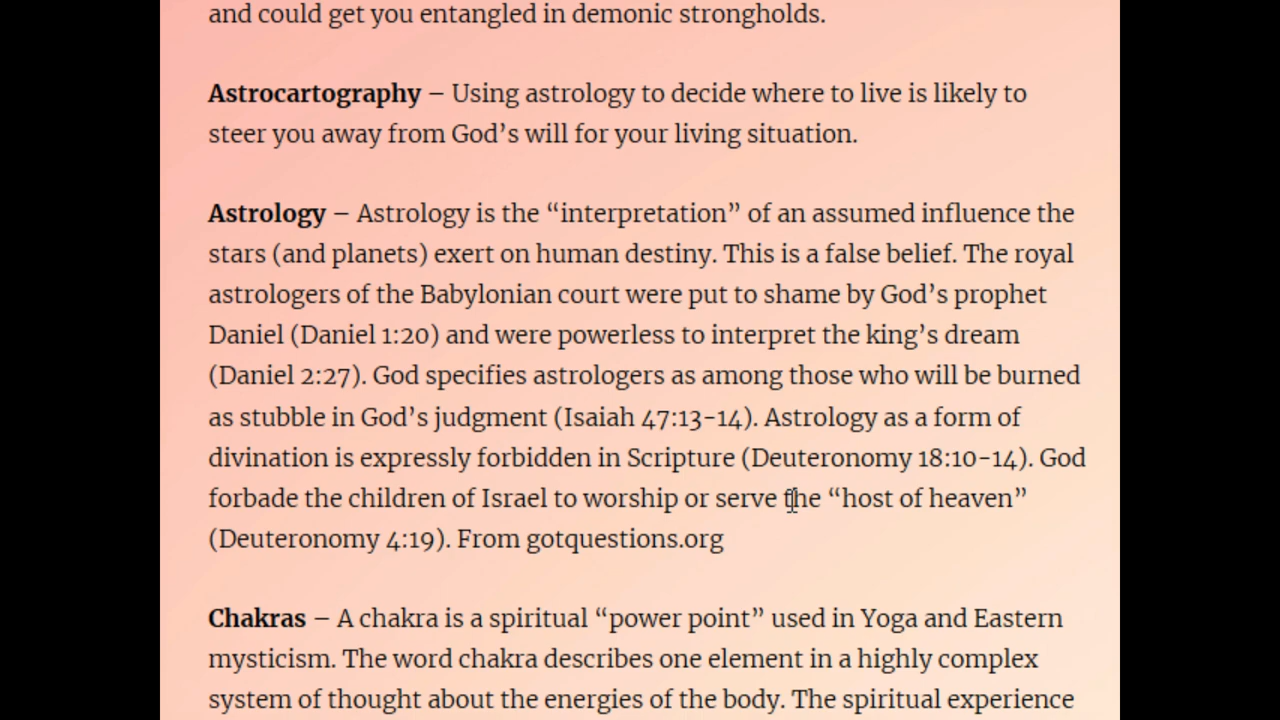 and could get you entangled in demonic strongholds.
Astrocartography – Using astrology to decide where to live is likely to
steer you away from God’s will for your living situation.
Astrology – Astrology is the “interpretation” of an assumed influence the
stars (and planets) exert on human destiny. This is a false belief. The royal
astrologers of the Babylonian court were put to shame by God’s prophet
Daniel (Daniel 1:20) and were powerless to interpret the king’s dream
(Daniel 2:27). God specifies astrologers as among those who will be burned
as stubble in God’s judgment (Isaiah 47:13-14). Astrology as a form of
divination is expressly forbidden in Scripture (Deuteronomy 18:10-14). God
forbade the children of Israel to worship or serve the “host of heaven”
(Deuteronomy 4:19). From gotquestions.org
Chakras – A chakra is a spiritual “power point” used in Yoga and Eastern
mysticism. The word chakra describes one element in a highly complex
system of thought about the energies of the body. The spiritual experience